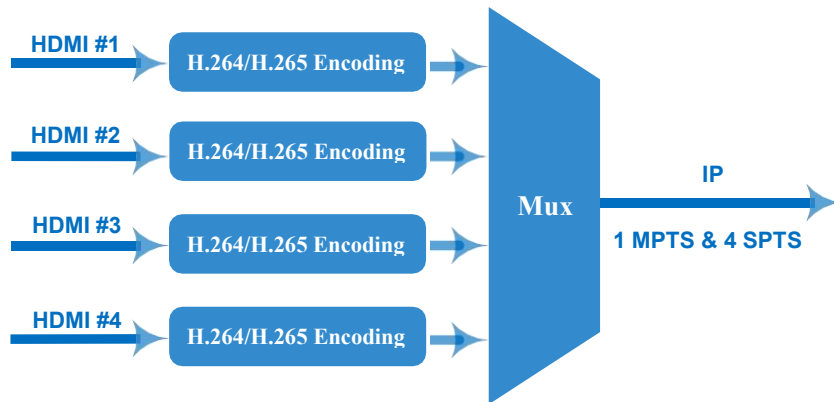 HDMI #1
H.264/H.265 Encoding
HDMI #2
H.264/H.265 Encoding
HDMI #3
H.264/H.265 Encoding
HDMI #4
H.264/H.265 Encoding
Mux
IP
1 MPTS & 4 SPTS